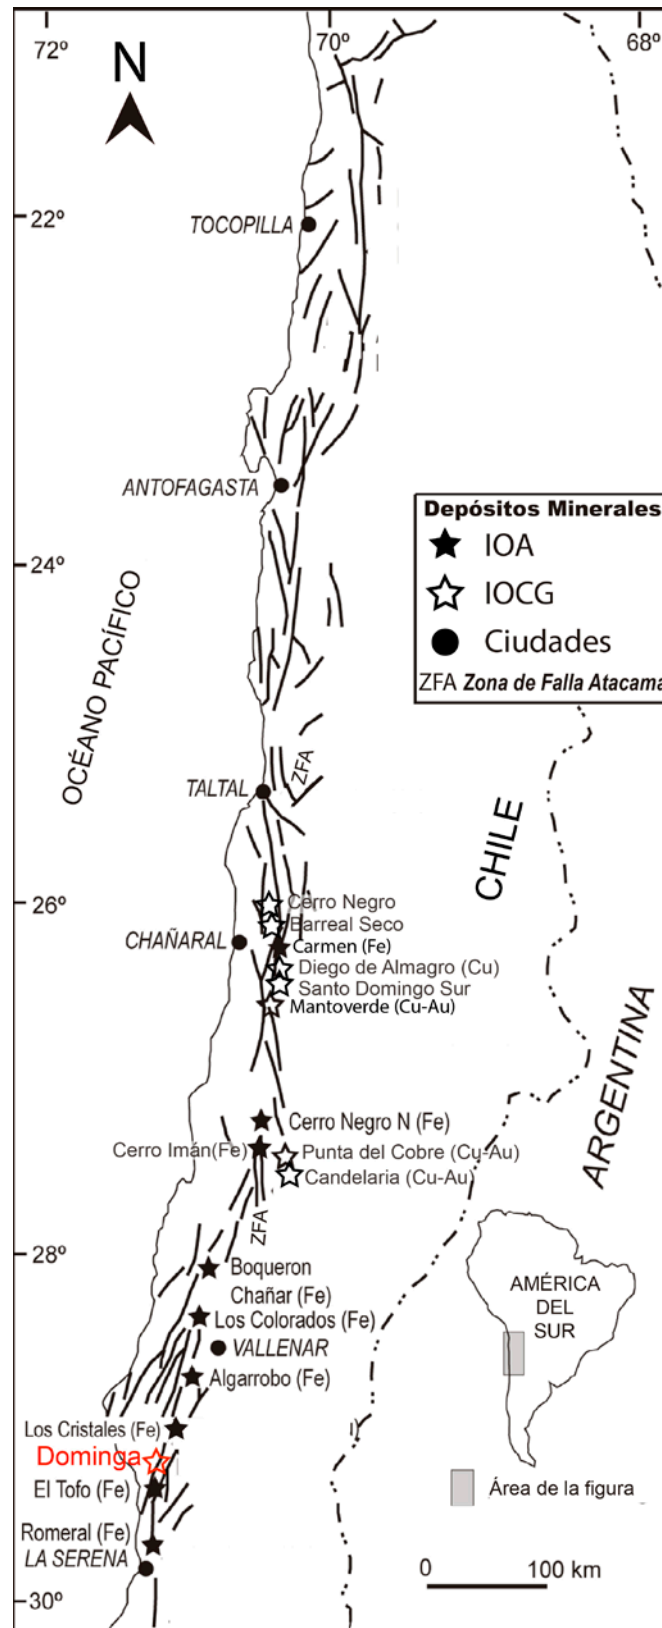 72º
70º
68º
N
22º
TOCOPILLA
ANTOFAGASTA
Depósitos Minerales
IOA
IOCG
Ciudades
ZFA Zona de Falla Atacama
24º
OCÉANO PACÍFICO
ZFA
TALTAL
CHILE
26º
Cerro Negro
Barreal Seco
CHAÑARAL
Carmen (Fe)
Diego de Almagro (Cu)
Santo Domingo Sur
Mantoverde (Cu-Au)
ARGENTINA
Cerro Negro N (Fe)
Cerro Imán(Fe)
Punta del Cobre (Cu-Au)
Candelaria (Cu-Au)
ZFA
28º
Boqueron
Chañar (Fe)
Los Colorados (Fe)
VALLENAR
Algarrobo (Fe)
AMÉRICA
DEL
SUR
Los Cristales (Fe)
Dominga
El Tofo (Fe)
Área de la figura
Romeral (Fe)
LA SERENA
0
100 km
30º